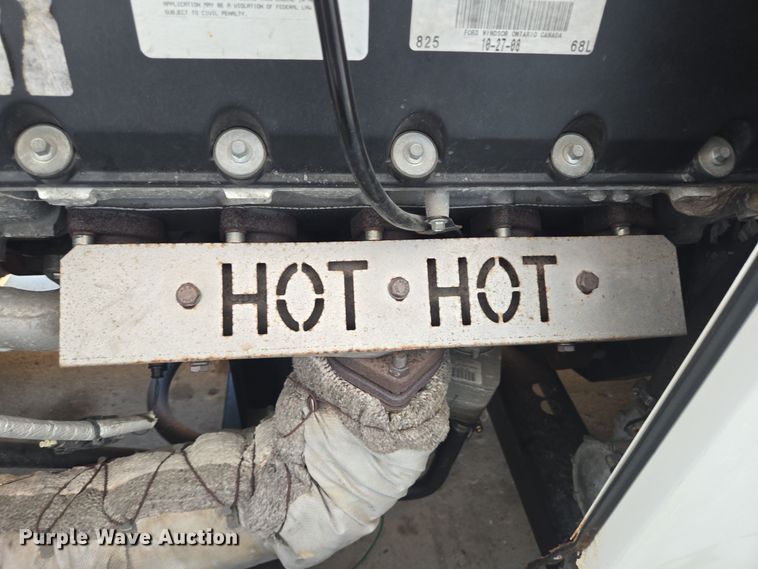 APPLICATION MAY BE A VIOLATION OF FEDERAL LAW
SUBJECT TO CIVIL PENALTY.
FORD WINDSOR ONTARIO CANADA
825 10-27-08 68L
HOT HOT
Purple Wave Auction